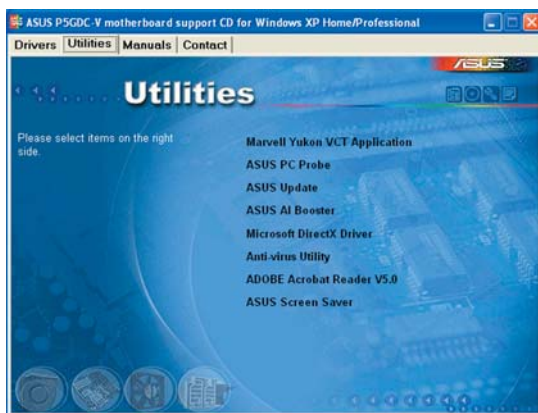 ASUS P5GDC-V motherboard support CD for Windows XP Home/Professional
Drivers Utilities Manuals Contact
ASUS
Utilities
Please select items on the right
side.
Marvell Yukon VCT Application
ASUS PC Probe
ASUS Update
ASUS AI Booster
Microsoft DirectX Driver
Anti-virus Utility
ADOBE Acrobat Reader V5.0
ASUS Screen Saver